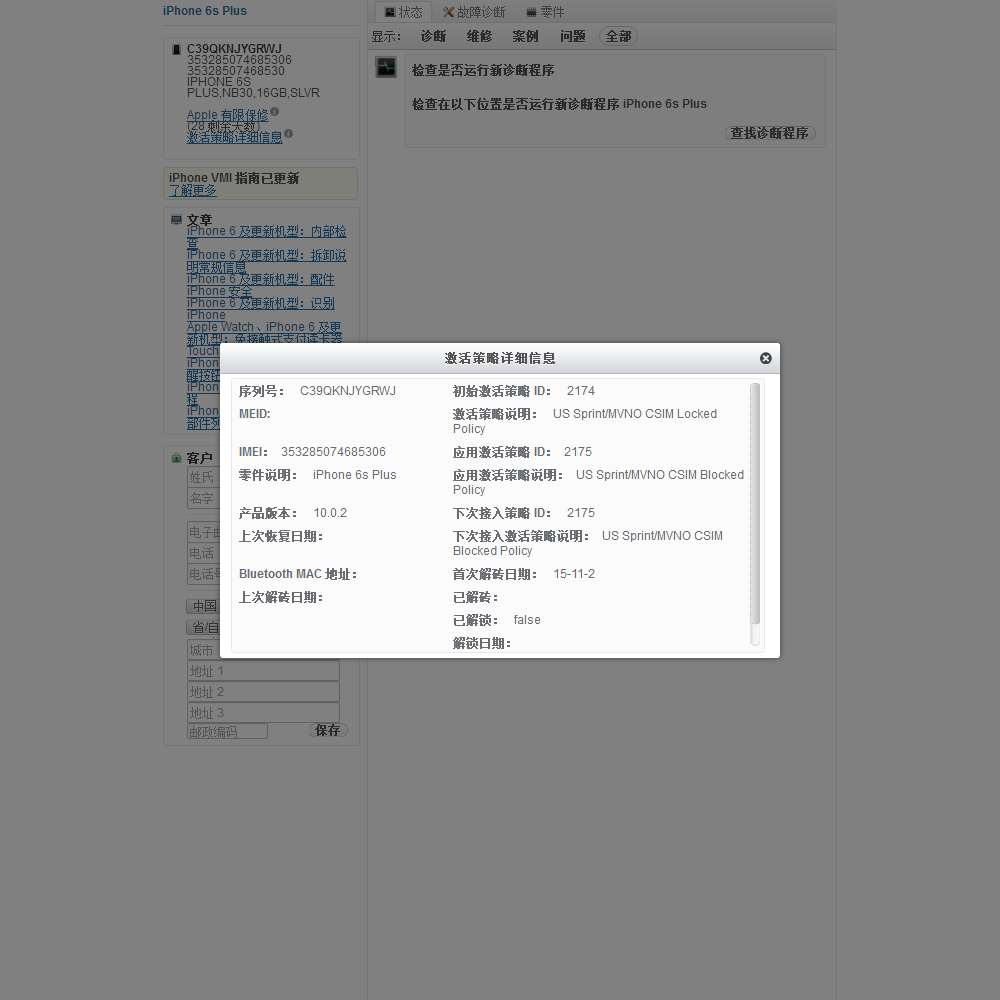 iPhone 6s Plus
C39QKNJYGRWJ
353285074685306
35328507468530
IPHONE 6S
PLUS,NB30,16GB,SLVR
Apple 有限保修
(28 剩余天数)
激活策略详细信息
iPhone VMI 指南已更新
了解更多
文章
iPhone 6 及更新机型：内部检
查
iPhone 6 及更新机型：拆卸说
明常规信息
iPhone 6 及更新机型：配件
iPhone 安全
iPhone 6 及更新机型：识别
iPhone
Apple Watch、iPhone 6 及更
新机型：免接触式支付读卡器
Touch
iPhon
醒按钮
iPhon
程
iPhon
部件列
客户
姓氏
名字
电子邮
电话
电话号
中国
省/自
城市
地址 1
地址 2
地址 3
邮政编码
保存
状态
故障诊断
零件
显示：
诊断
维修
案例
问题
全部
检查是否运行新诊断程序
检查在以下位置是否运行新诊断程序 iPhone 6s Plus
查找诊断程序
激活策略详细信息
序列号： C39QKNJYGRWJ
MEID:
IMEI： 353285074685306
零件说明： iPhone 6s Plus
产品版本： 10.0.2
上次恢复日期：
Bluetooth MAC 地址：
上次解砖日期：
初始激活策略 ID： 2174
激活策略说明： US Sprint/MVNO CSIM Locked
Policy
应用激活策略 ID： 2175
应用激活策略说明： US Sprint/MVNO CSIM Blocked
Policy
下次接入策略 ID： 2175
下次接入激活策略说明： US Sprint/MVNO CSIM
Blocked Policy
首次解砖日期： 15-11-2
已解砖：
已解锁： false
解锁日期：